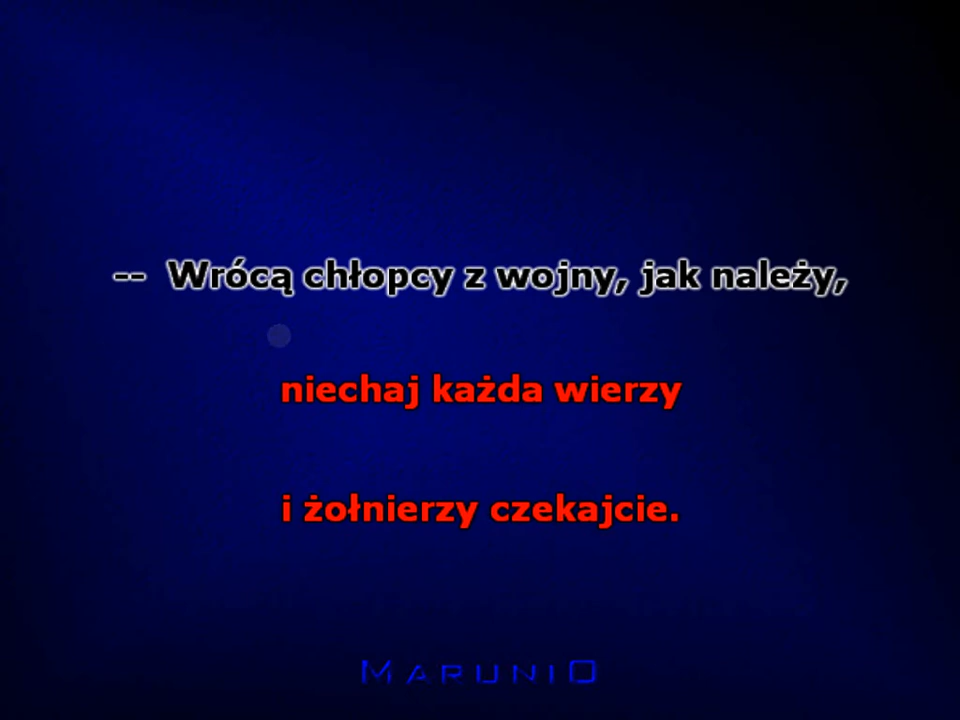 -- Wrócą chłopcy z wojny, jak należy,
niechaj każda wierzy
i żołnierzy czekajcie.
MARUNIO